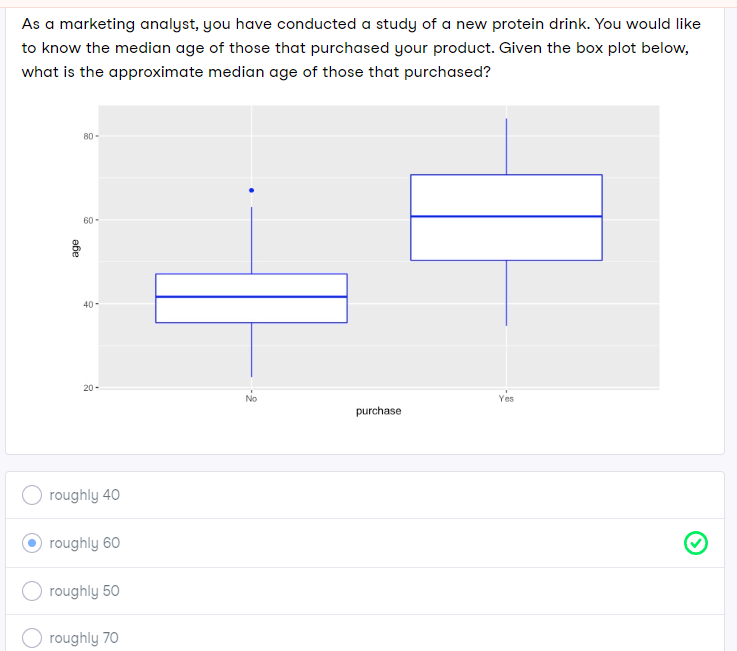 As a marketing analyst, you have conducted a study of a new protein drink. You would like
to know the median age of those that purchased your product. Given the box plot below,
what is the approximate median age of those that purchased?
80
60
age
40
20
No
Yes
purchase
roughly 40
roughly 60
roughly 50
roughly 70